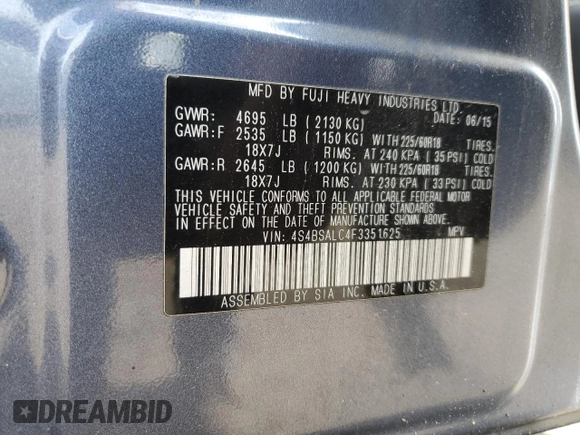 MFD BY FUJI HEAVY INDUSTRIES LTD.
GVWR: 4695 LB (2130 KG) DATE: 06/15
GAWR:F 2535 LB (1150 KG) WITH 225/60R18 TIRES.
18X7J RIMS. AT 240 KPA (35 PSI) COLD
GAWR:R 2645 LB (1200 KG) WITH 225/60R18 TIRES.
18X7J RIMS. AT 230 KPA (33 PSI) COLD
THIS VEHICLE CONFORMS TO ALL APPLICABLE FEDERAL MOTOR
VEHICLE SAFETY AND THEFT PREVENTION STANDARDS
IN EFFECT ON THE DATE OF MANUFACTURE SHOWN ABOVE.
VIN: 4S4BSALC4F3351625 MPV
ASSEMBLED BY SIA INC. MADE IN U.S.A.
DREAMBID